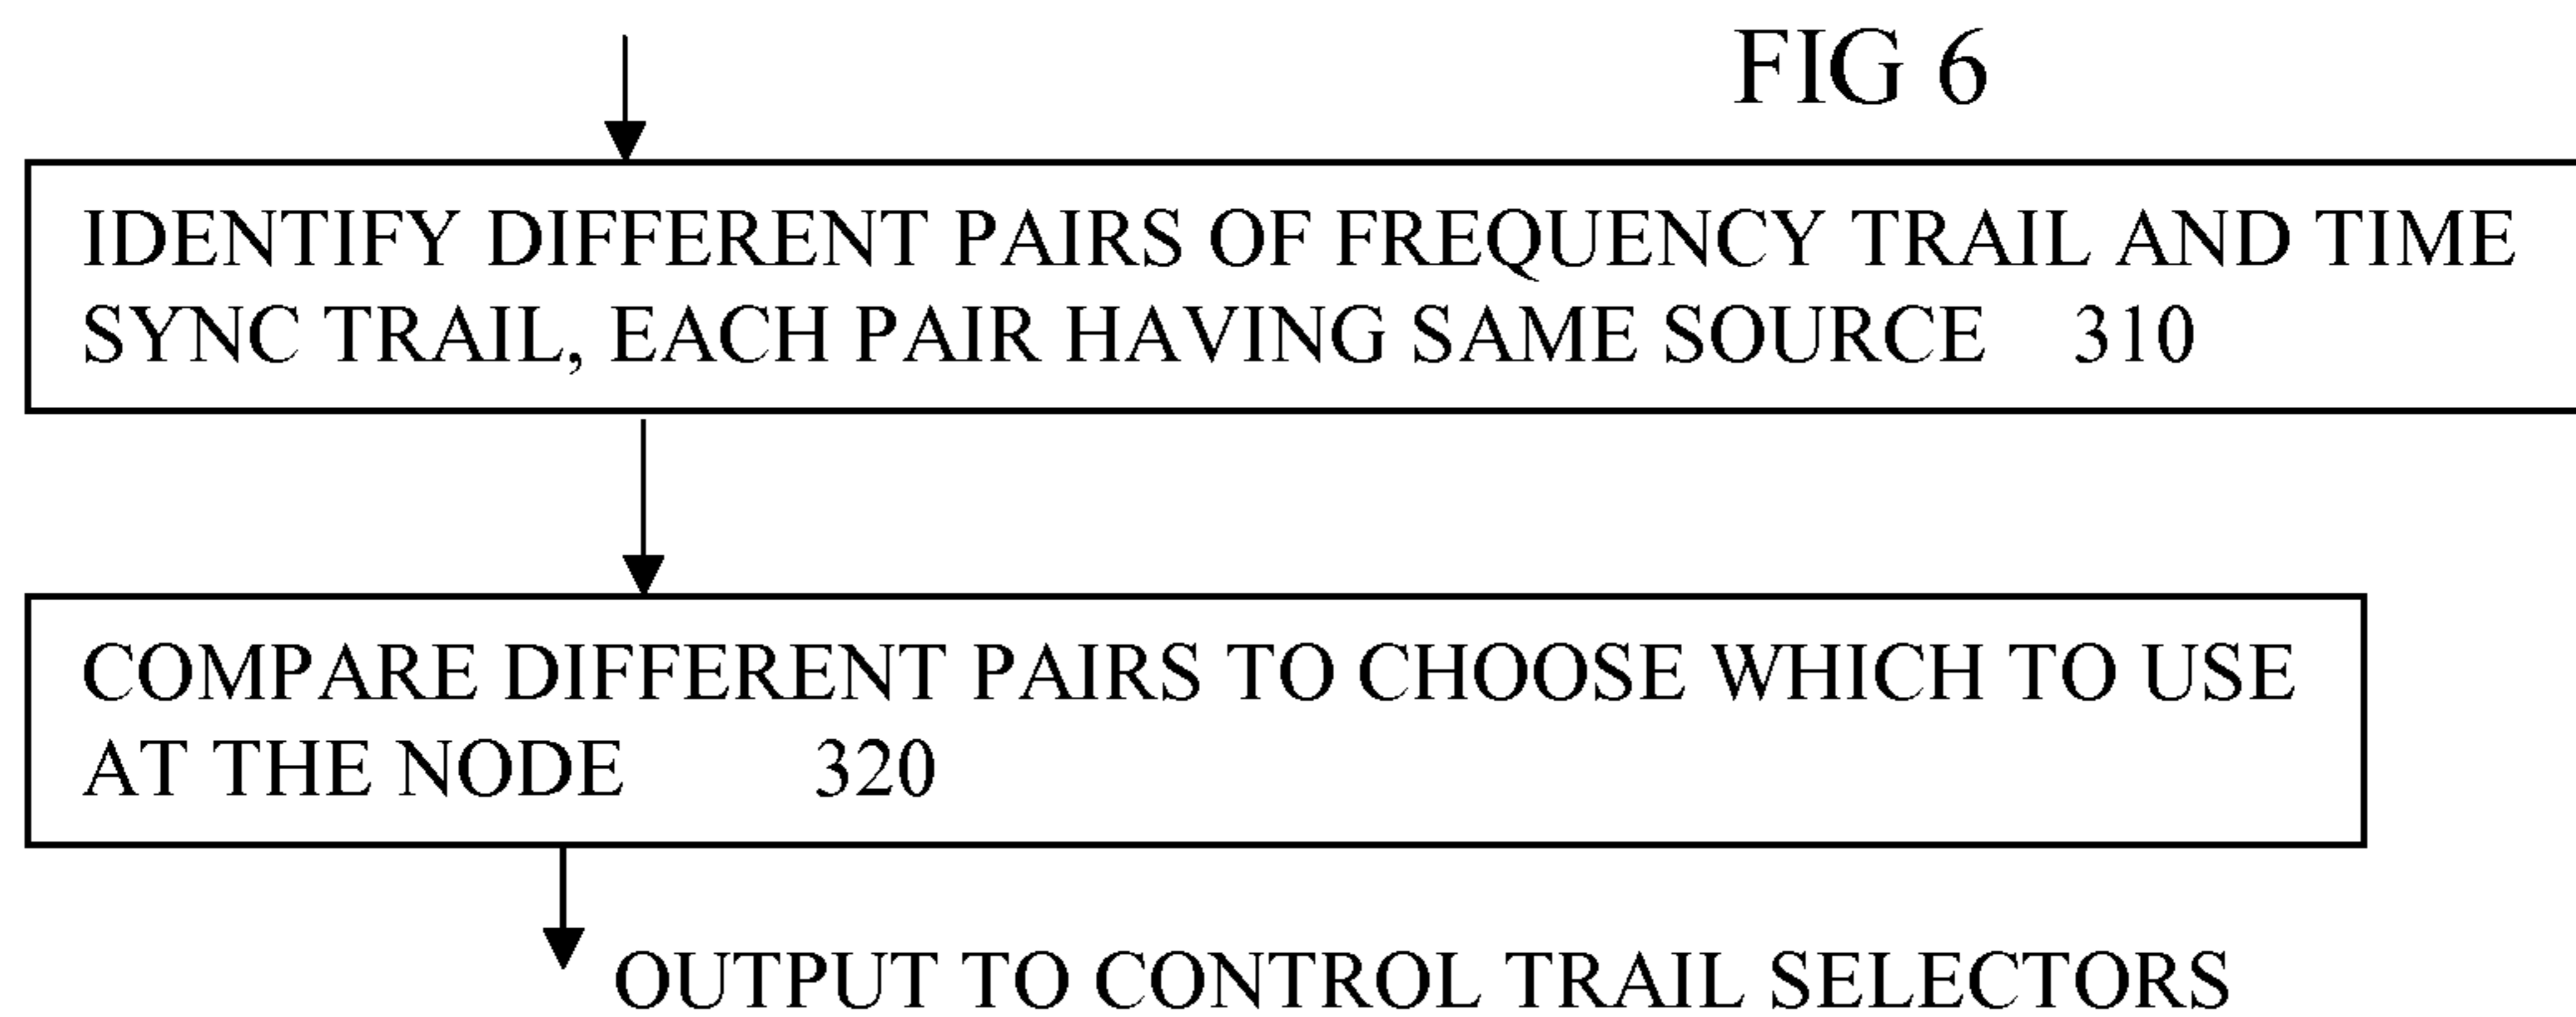 FIG 6
IDENTIFY DIFFERENT PAIRS OF FREQUENCY TRAIL AND TIME
SYNC TRAIL, EACH PAIR HAVING SAME SOURCE 310
COMPARE DIFFERENT PAIRS TO CHOOSE WHICH TO USE
AT THE NODE 320
OUTPUT TO CONTROL TRAIL SELECTORS